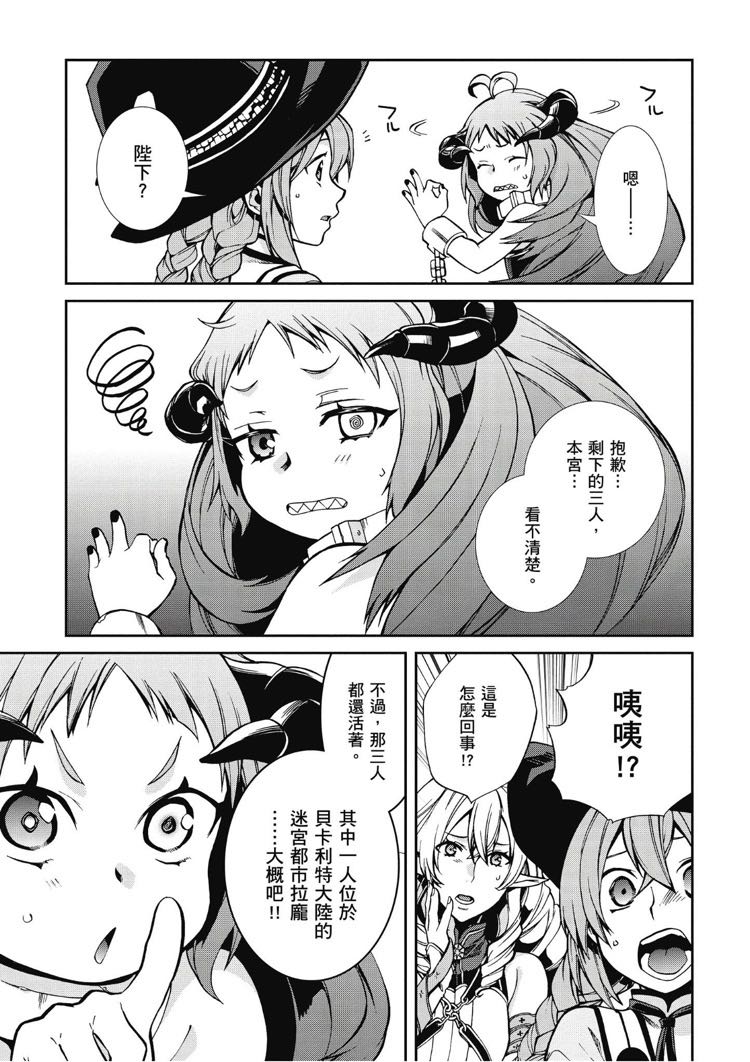 嗯──…
フル
フル
陛下？
抱歉…
剩下的三人，
本宮…
看不清楚。
咦咦!?
這是
怎麼回事!?
不過，那三人
都還活著。
其中一人位於
貝卡利特大陸的
迷宮都市拉龐
……大概吧!!